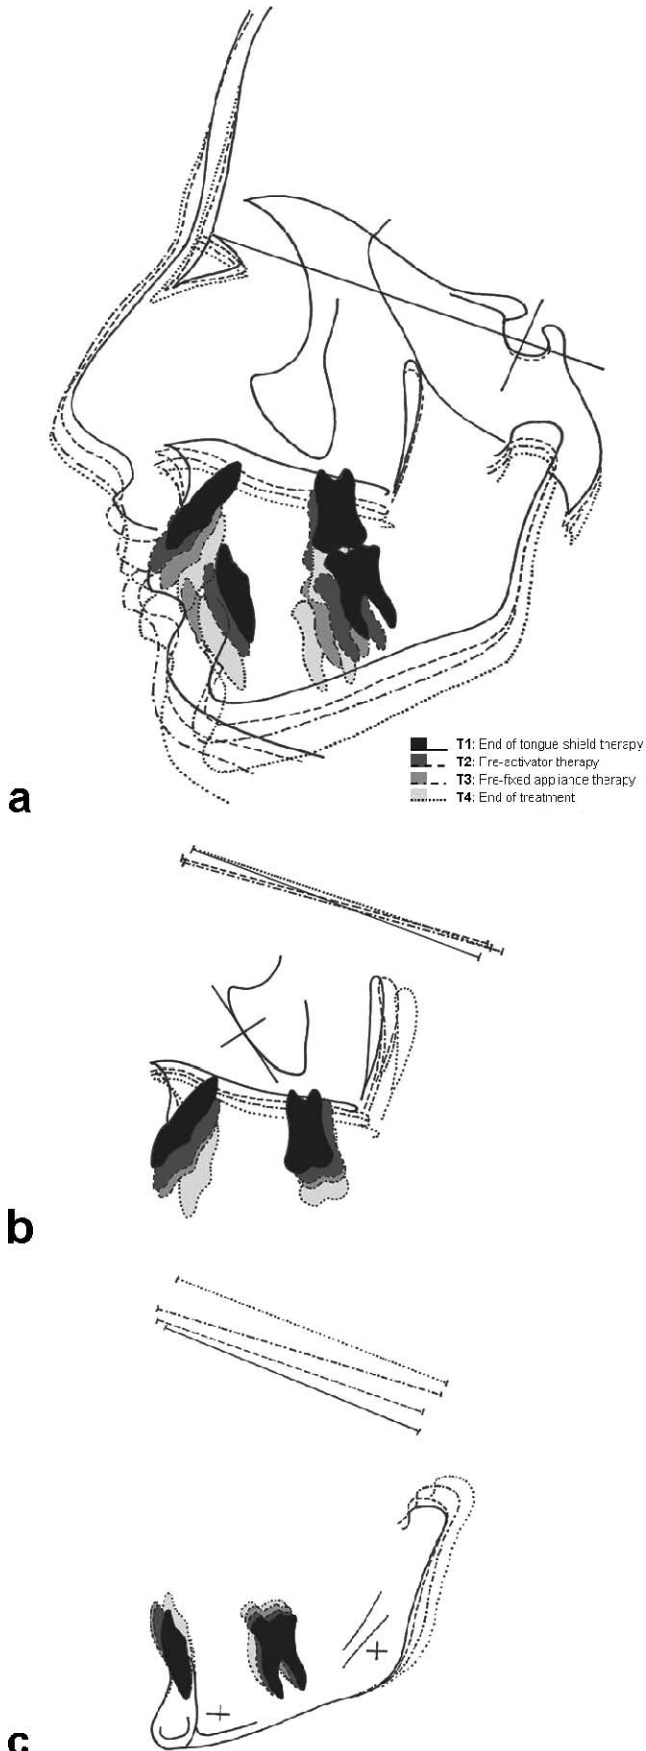 T1: End of tongue shield therapy
T2: Pre-activator therapy
T3: Pre-fixed appliance therapy
T4: End of treatment
a
b
c